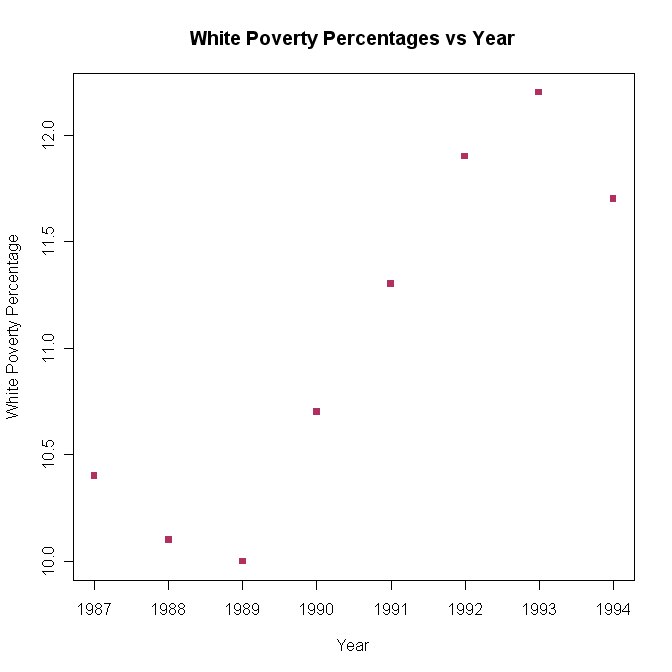 White Poverty Percentages vs Year
White Poverty Percentage
12.0
11.5
11.0
10.5
10.0
1987 1988 1989 1990 1991 1992 1993 1994
Year